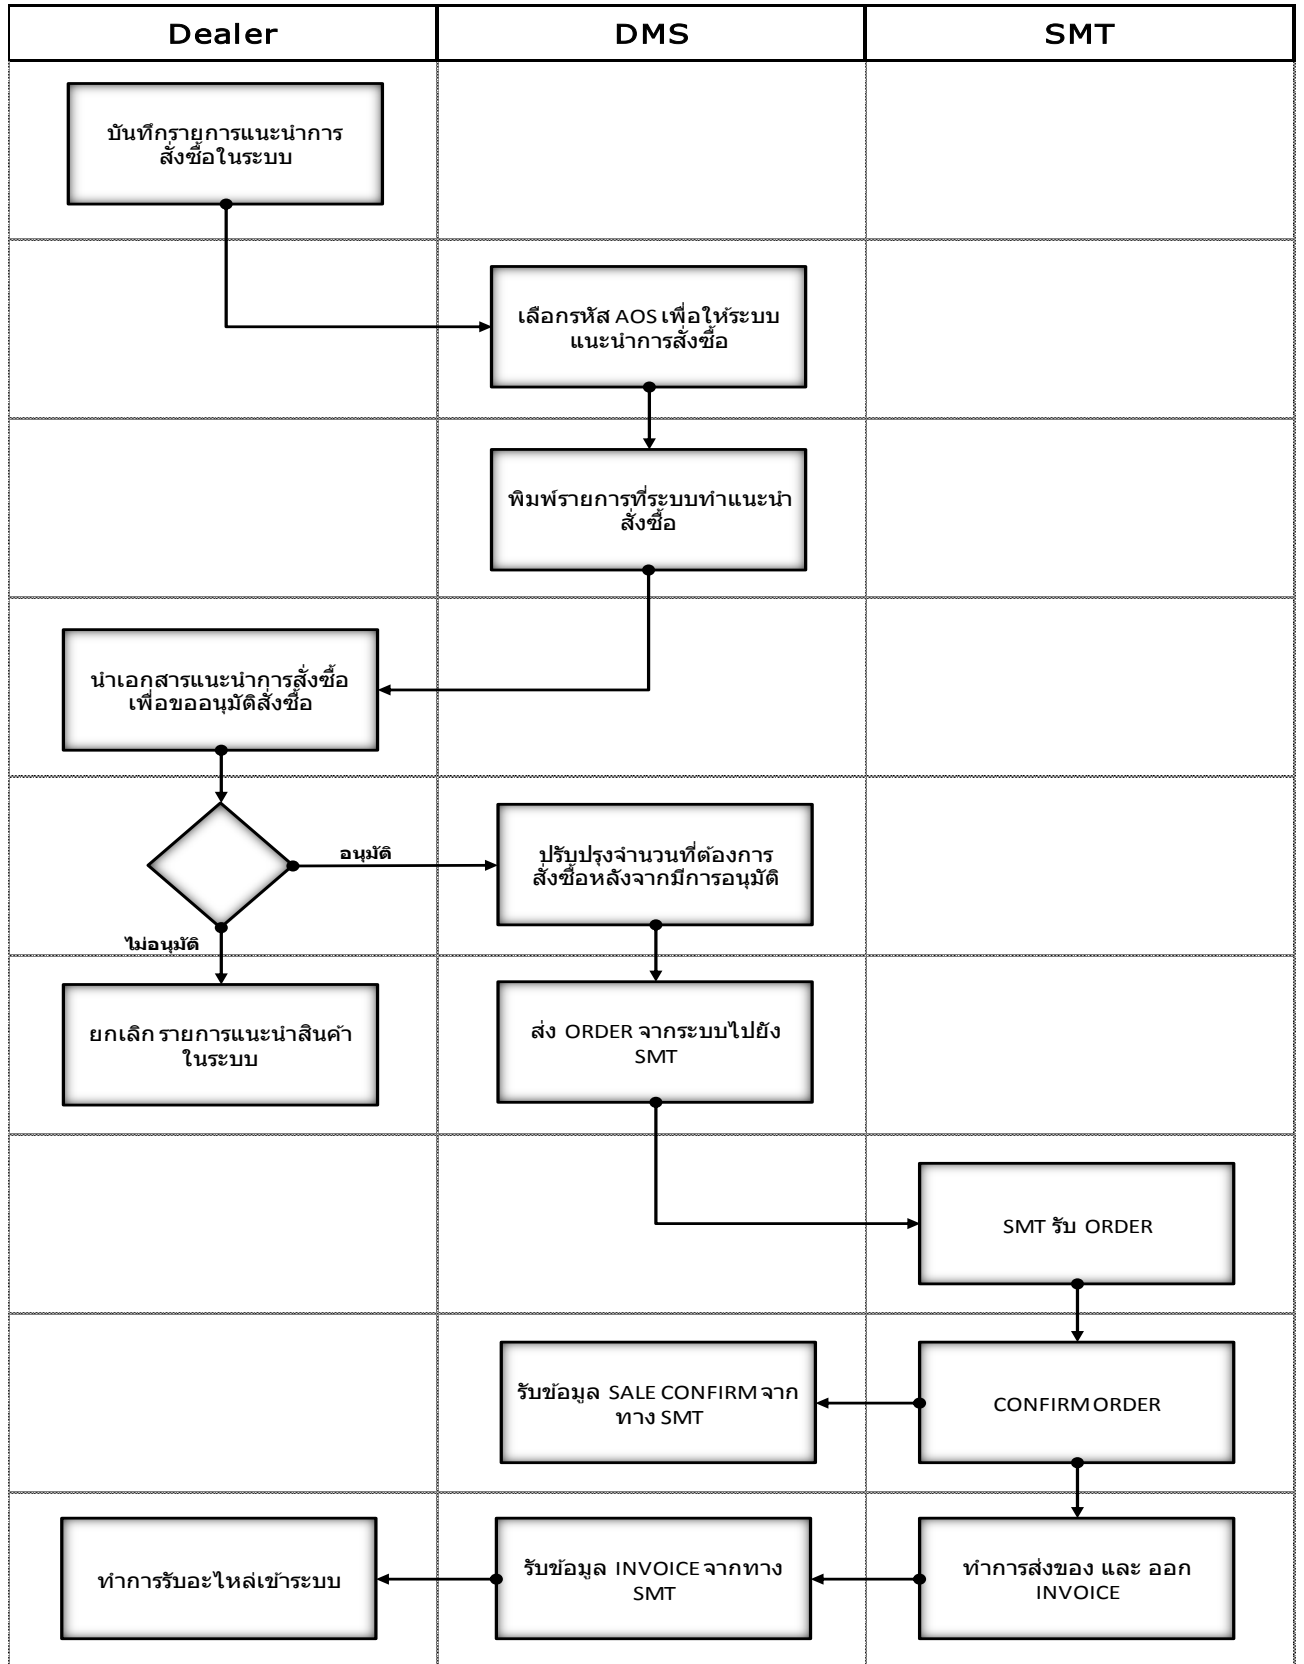 Dealer
DMS
SMT
บันทึกรายการแนะนำการ
สั่งซื้อในระบบ
เลือกรหัส AOS เพื่อให้ระบบ
แนะนำการสั่งซื้อ
พิมพ์รายการที่ระบบทำแนะนำ
สั่งซื้อ
นำเอกสารแนะนำการสั่งซื้อ
เพื่อขออนุมัติสั่งซื้อ
อนุมัติ
ปรับปรุงจำนวนที่ต้องการ
สั่งซื้อหลังจากมีการอนุมัติ
ไม่อนุมัติ
ยกเลิก รายการแนะนำสินค้า
ในระบบ
ส่ง ORDER จากระบบไปยัง
SMT
SMT รับ ORDER
รับข้อมูล SALE CONFIRM จาก
ทาง SMT
CONFIRM ORDER
ทำการรับอะไหล่เข้าระบบ
รับข้อมูล INVOICE จากทาง
SMT
ทำการส่งของ และ ออก
INVOICE